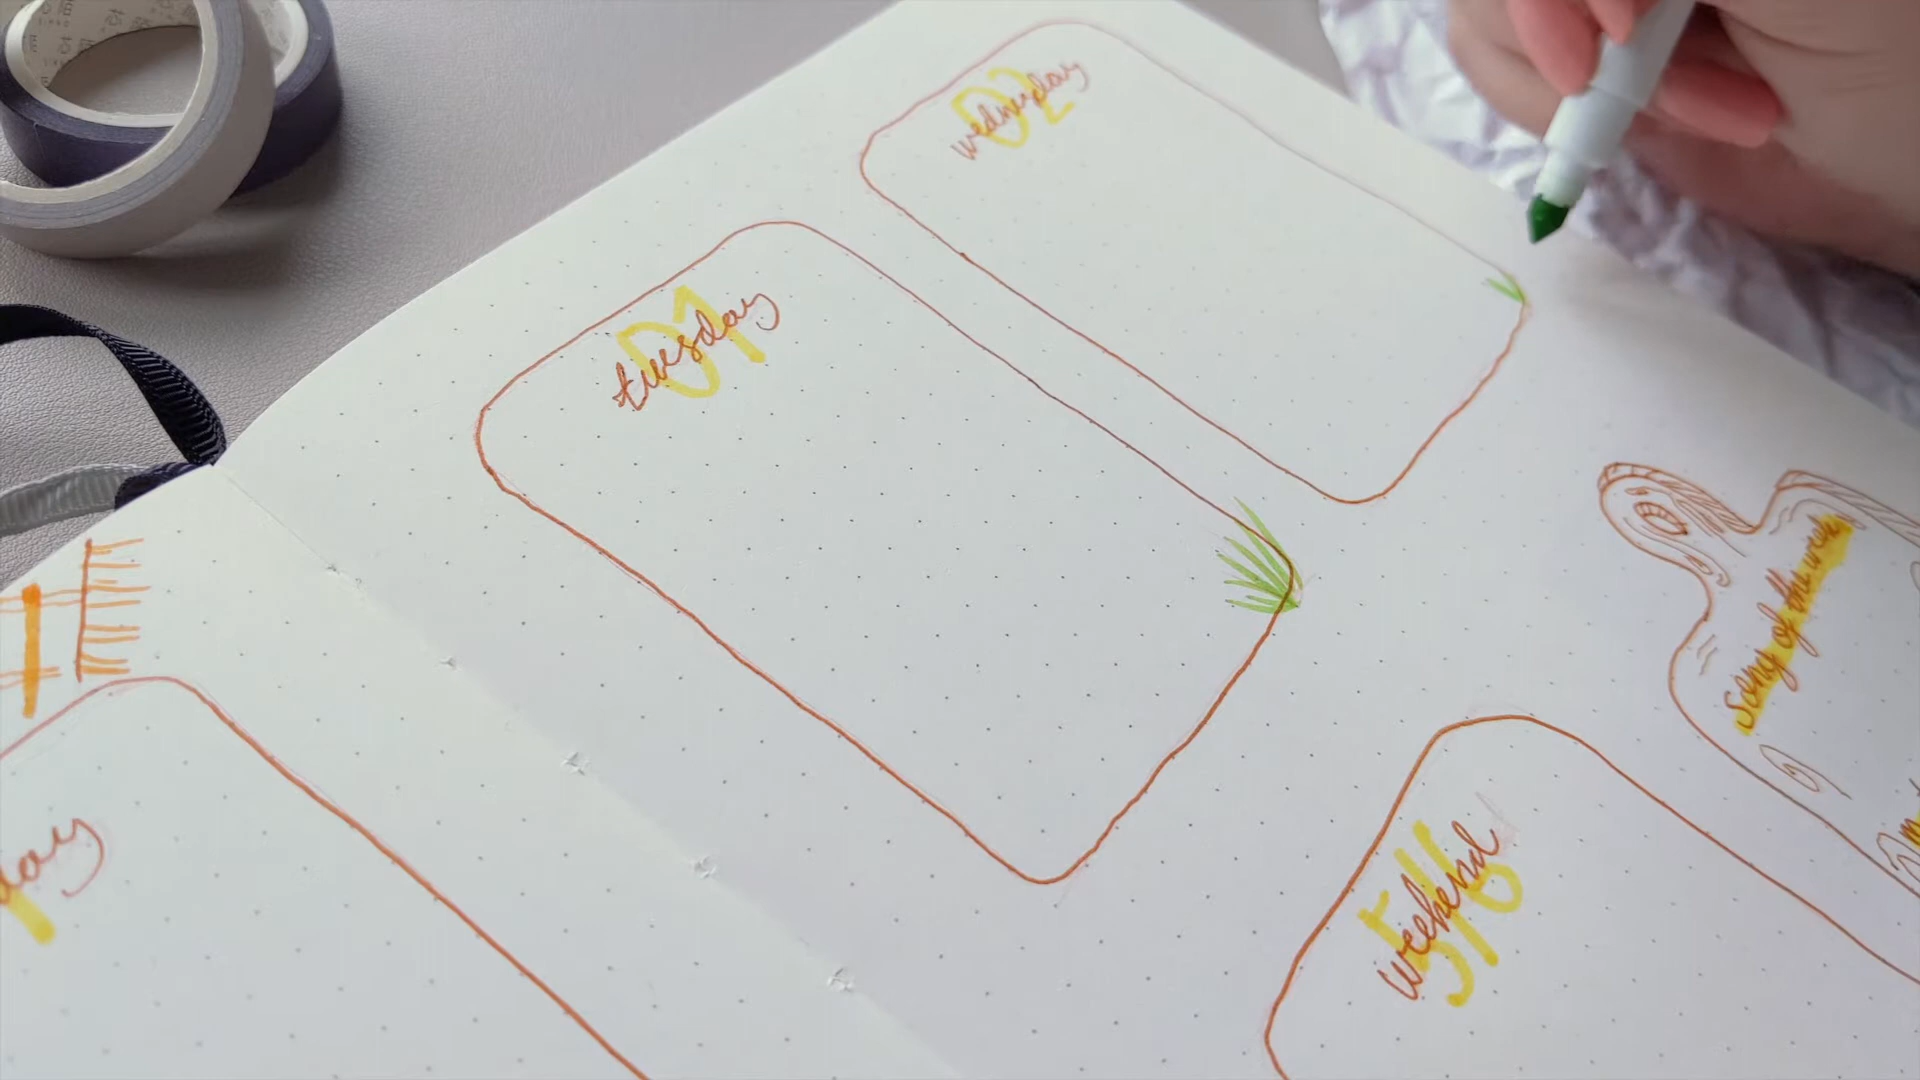 wednesday
02
tuesday
01
song of the week
weekend
5/6
day